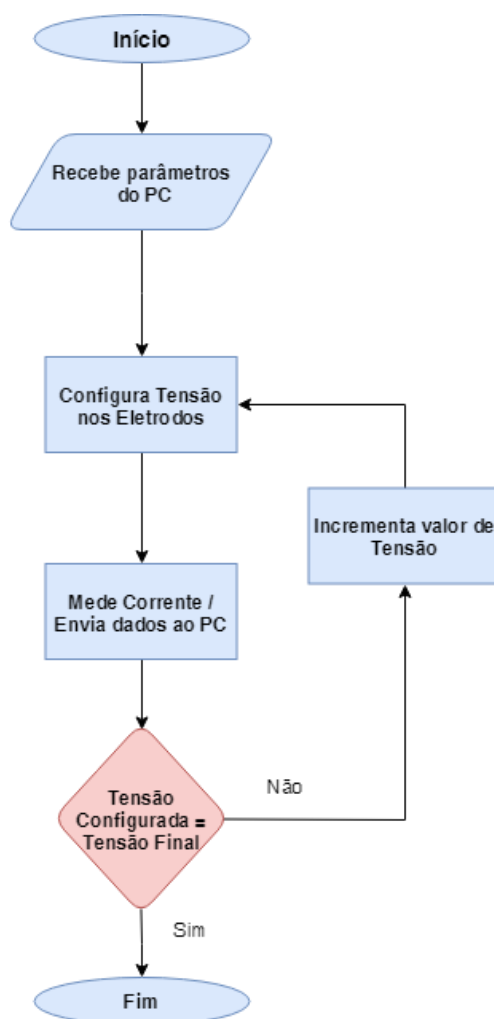 Início
Recebe parâmetros
do PC
Configura Tensão
nos Eletrodos
Incrementa valor de
Tensão
Mede Corrente /
Envia dados ao PC
Tensão
Configurada =
Tensão Final
Não
Sim
Fim